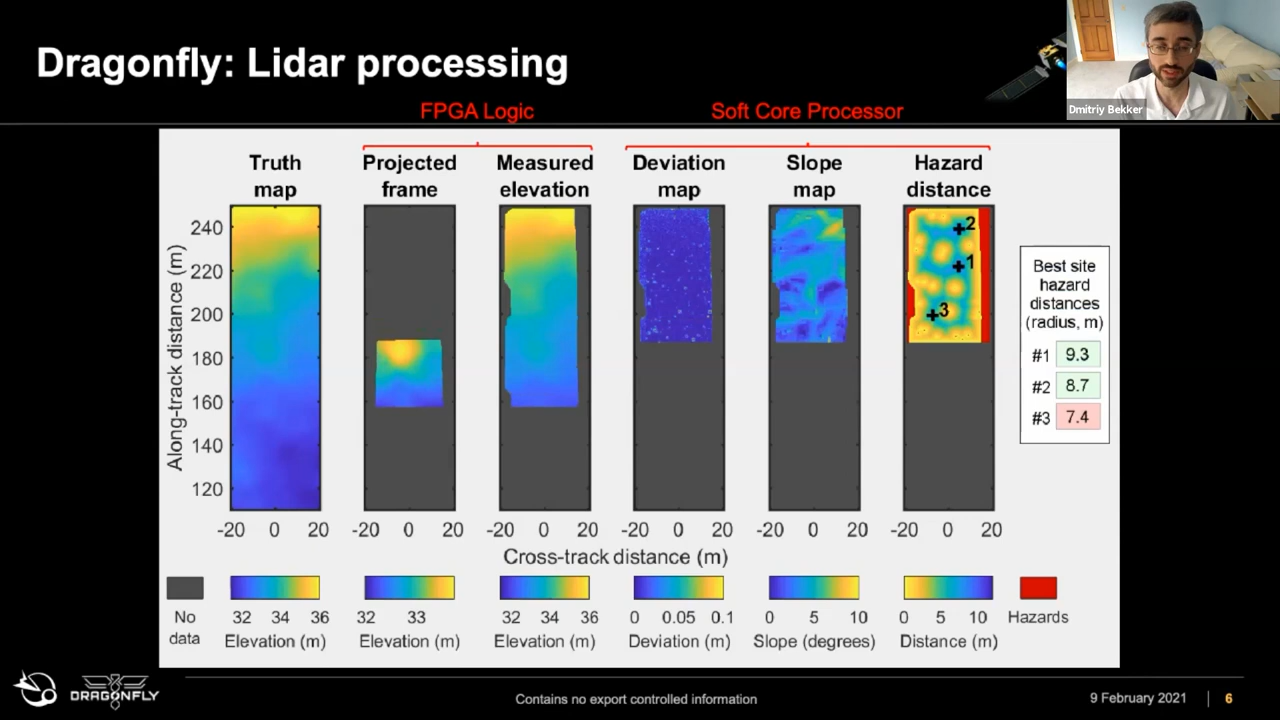 Dragonfly: Lidar processing
Dmitriy Bekker
FPGA Logic
Soft Core Processor
Truth map
Projected frame
Measured elevation
Deviation map
Slope map
Hazard distance
Along-track distance (m)
240
220
200
180
160
140
120
2
1
3
Best site
hazard
distances
(radius, m)
#1 9.3
#2 8.7
#3 7.4
-20 0 20
-20 0 20
-20 0 20
-20 0 20
-20 0 20
-20 0 20
Cross-track distance (m)
No data
32 34 36
Elevation (m)
32 33
Elevation (m)
32 34 36
Elevation (m)
0 0.05 0.1
Deviation (m)
0 5 10
Slope (degrees)
0 5 10
Distance (m)
Hazards
DRAGONFLY
Contains no export controlled information
9 February 2021 | 6